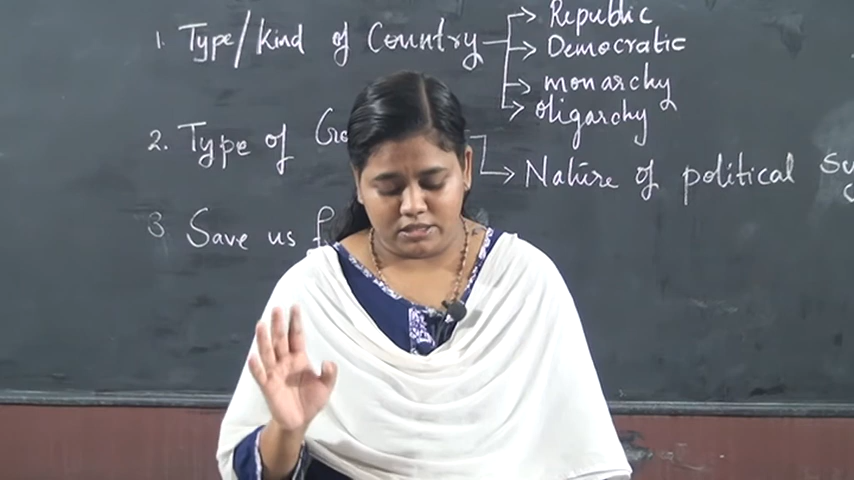 1. Type/Kind of Country → Republic
→ Democratic
→ monarchy
→ oligarchy
2. Type of
→ Nature of political
3 Save us